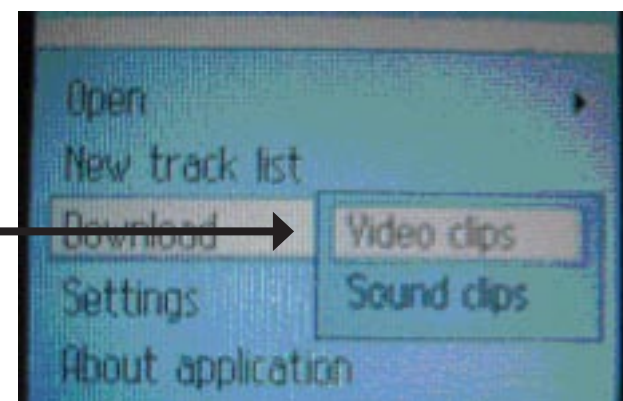 Open
New track list
Download
Video clips
Settings
Sound clips
About application